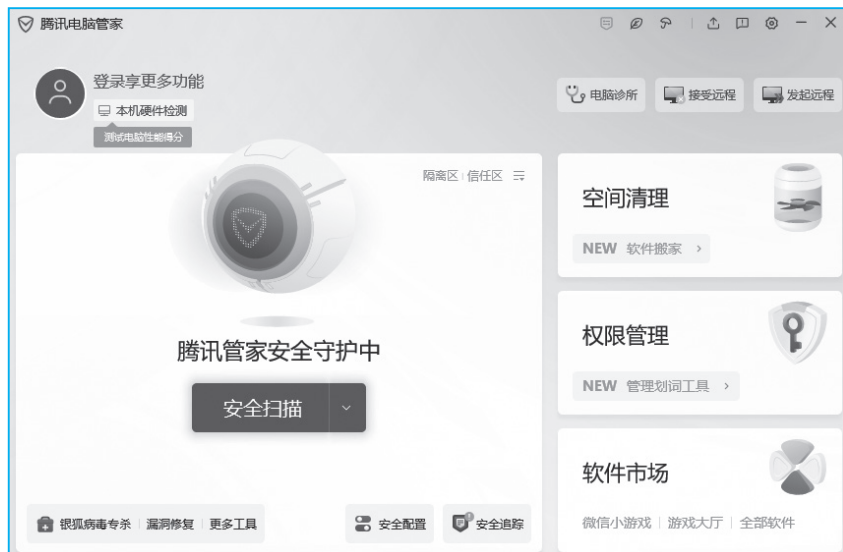 腾讯电脑管家
登录享更多功能
本机硬件检测
测试电脑性能得分
电脑诊所 接受远程 发起远程
隔离区 信任区
腾讯管家安全守护中
安全扫描
银狐病毒专杀 漏洞修复 更多工具
安全配置 安全追踪
空间清理
NEW 软件搬家 >
权限管理
NEW 管理划词工具 >
软件市场
微信小游戏 游戏大厅 全部软件